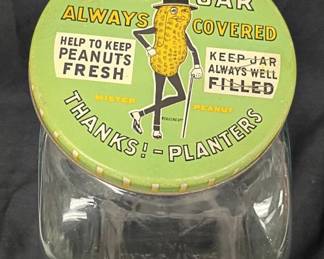 JAR
ALWAYS COVERED
HELP TO KEEP
PEANUTS
FRESH
KEEP JAR
ALWAYS WELL
FILLED
MISTER PEANUT
THANKS!-PLANTERS